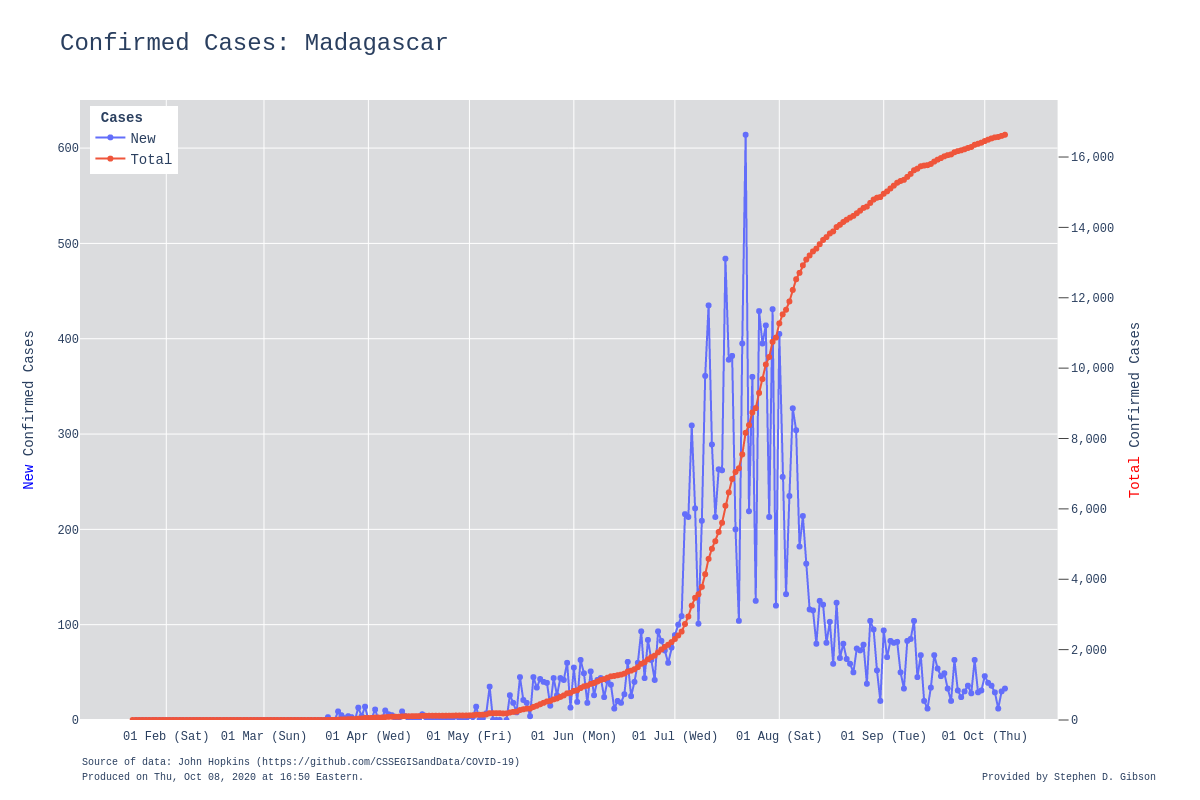 Confirmed Cases: Madagascar
Cases
New
Total
600
500
400
300
200
100
0
16,000
14,000
12,000
10,000
8,000
6,000
4,000
2,000
0
New Confirmed Cases
Total Confirmed Cases
01 Feb (Sat) 01 Mar (Sun) 01 Apr (Wed) 01 May (Fri) 01 Jun (Mon) 01 Jul (Wed) 01 Aug (Sat) 01 Sep (Tue) 01 Oct (Thu)
Source of data: John Hopkins (https://github.com/CSSEGISandData/COVID-19)
Produced on Thu, Oct 08, 2020 at 16:50 Eastern.
Provided by Stephen D. Gibson